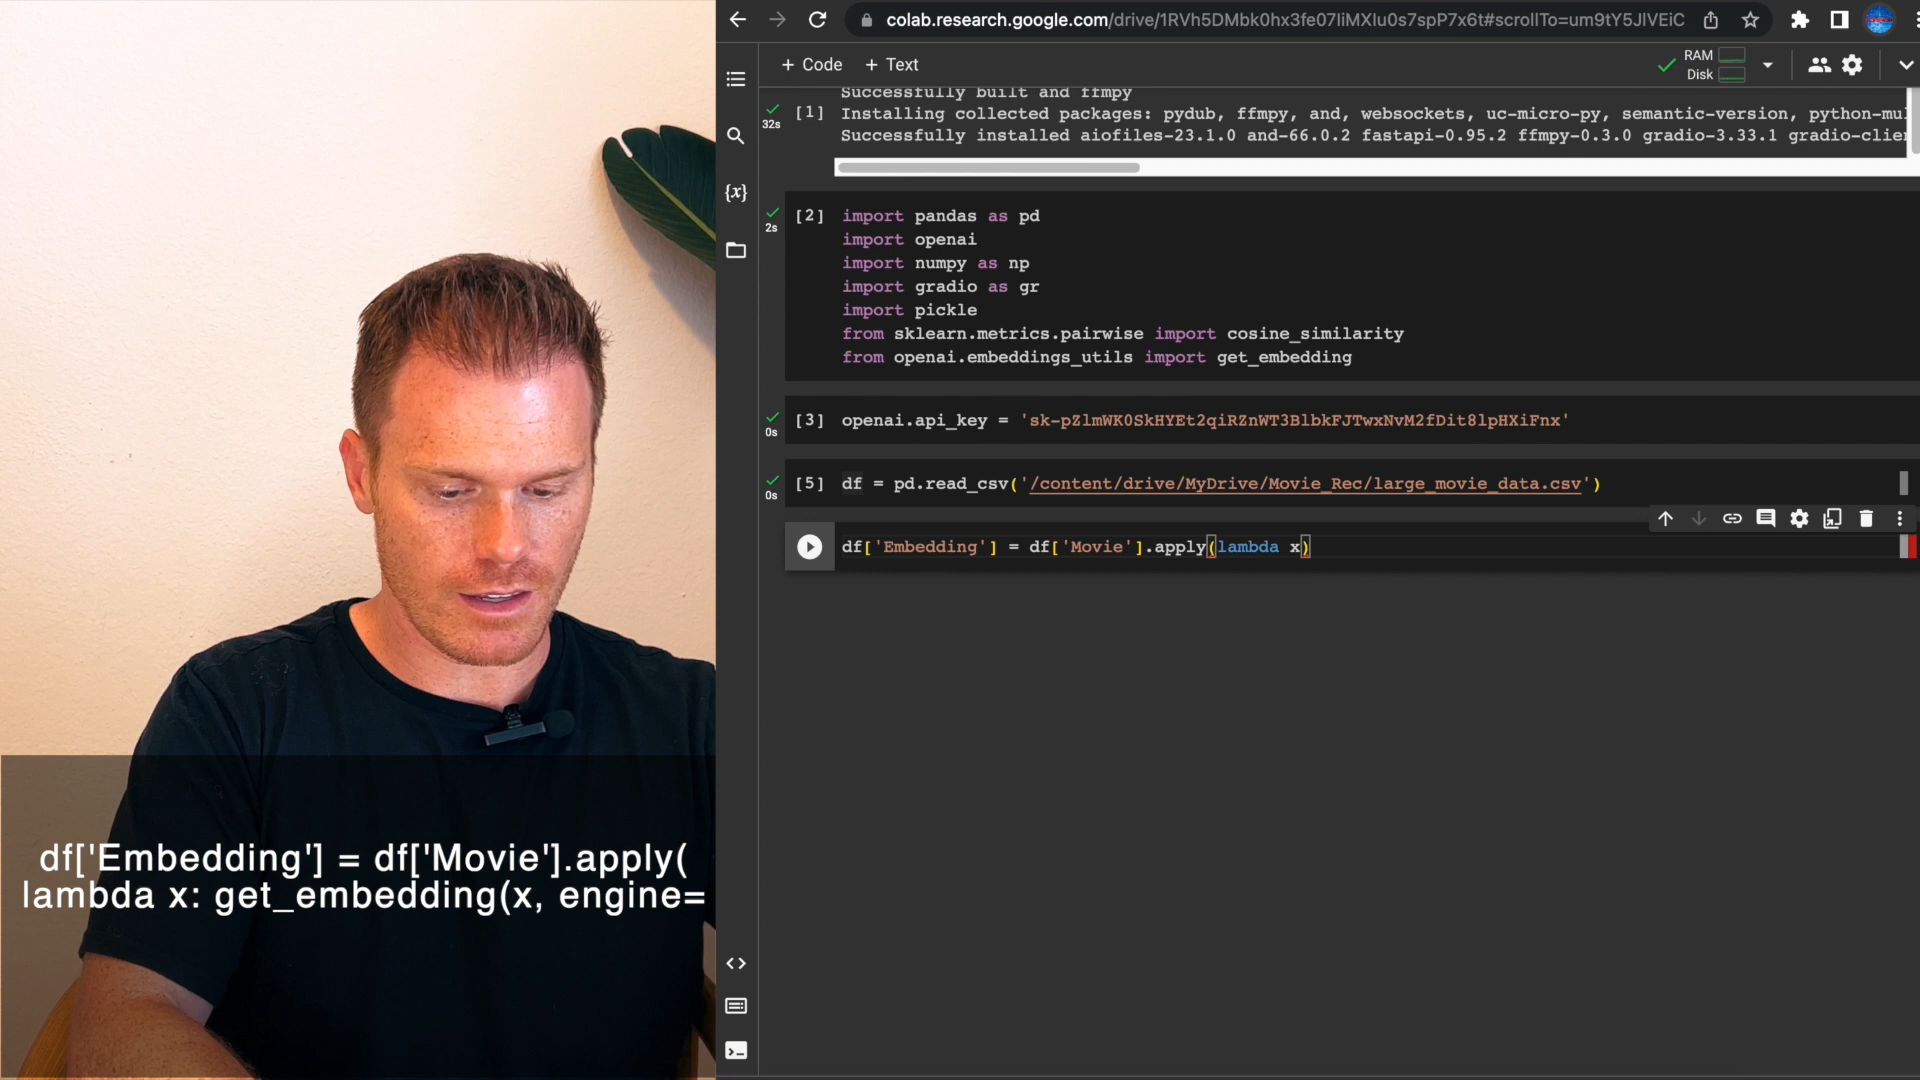 colab.research.google.com/drive/1RVh5DMbk0hx3fe07IiMXIu0s7spP7x6t#scrollTo=um9tY5JlVEiC
+ Code + Text
RAM
Disk
Successfully built and ffmpy
[1] Installing collected packages: pydub, ffmpy, and, websockets, uc-micro-py, semantic-version, python-mul
32s
Successfully installed aiofiles-23.1.0 and-66.0.2 fastapi-0.95.2 ffmpy-0.3.0 gradio-3.33.1 gradio-clien
[2] import pandas as pd
2s
import openai
import numpy as np
import gradio as gr
import pickle
from sklearn.metrics.pairwise import cosine_similarity
from openai.embeddings_utils import get_embedding
[3] openai.api_key = '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'
0s
[5] df = pd.read_csv('/content/drive/MyDrive/Movie_Rec/large_movie_data.csv')
0s
df['Embedding'] = df['Movie'].apply(lambda x)
df['Embedding'] = df['Movie'].apply(
lambda x: get_embedding(x, engine=